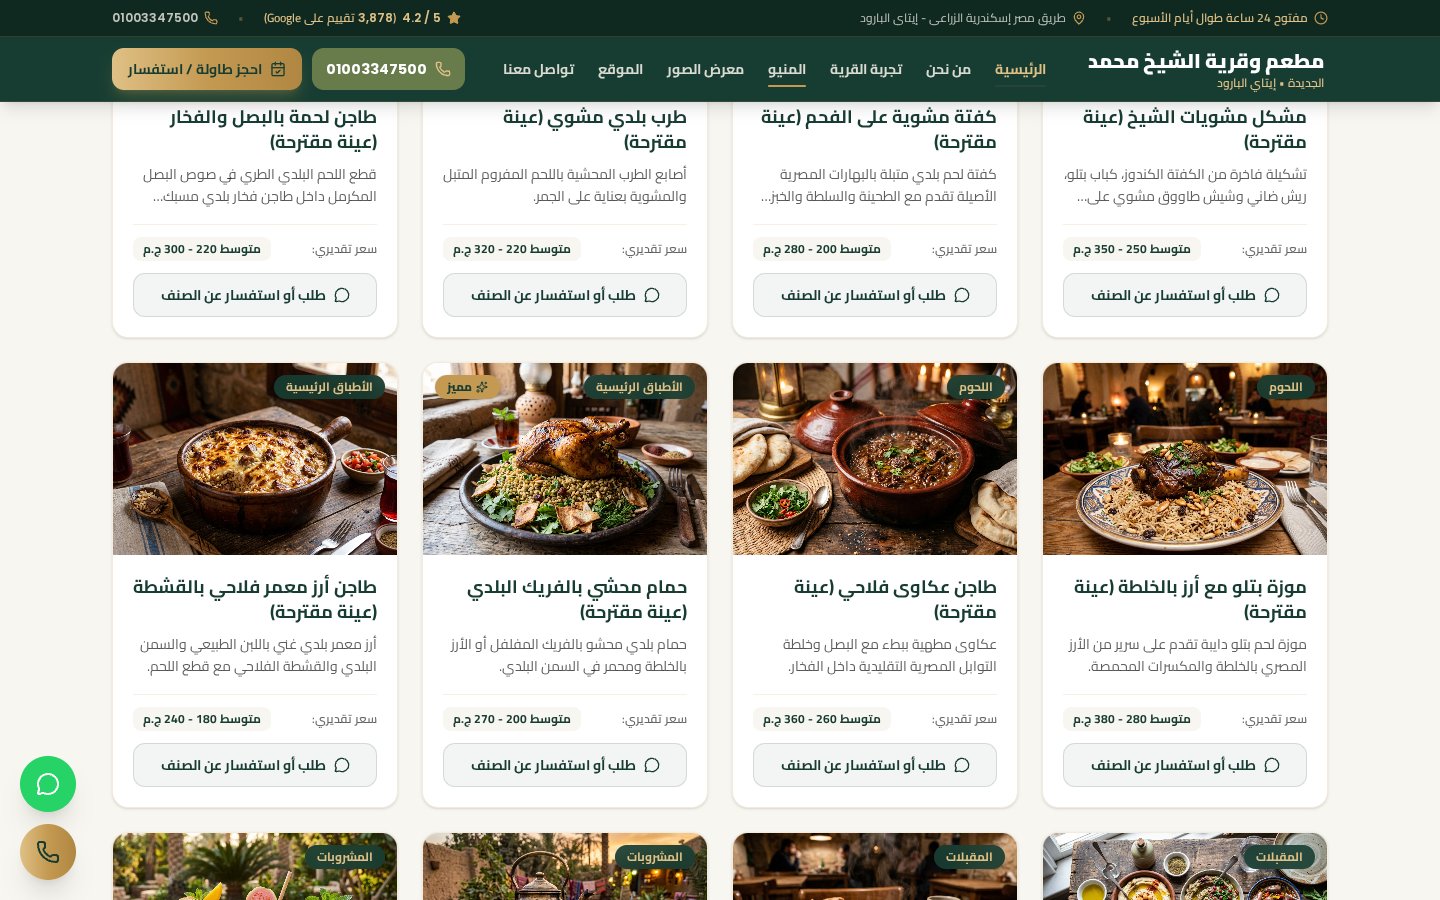 مفتوح 24 ساعة طوال أيام الأسبوع • طريق مصر إسكندرية الزراعى - إيتاي البارود
4.2 / 5 (3,878 تقييم على Google) • 01003347500
مطعم وقرية الشيخ محمد
الجديدة • إيتاي البارود
الرئيسية من نحن تجربة القرية المنيو معرض الصور الموقع تواصل معنا
01003347500
احجز طاولة / استفسار
مشكل مشويات الشيخ (عينة
مقترحة)
تشكيلة فاخرة من الكفتة الكندوز، كباب بتلو،
ريش ضاني وشيش طاووق مشوي على...
سعر تقديري: متوسط 250 - 350 ج.م
طلب أو استفسار عن الصنف
كفتة مشوية على الفحم (عينة
مقترحة)
كفتة لحم بلدي متبلة بالبهارات المصرية
الأصيلة تقدم مع الطحينة والسلطة والخبز...
سعر تقديري: متوسط 200 - 280 ج.م
طلب أو استفسار عن الصنف
طرب بلدي مشوي (عينة
مقترحة)
أصابع الطرب المحشية باللحم المفروم المتبل
والمشوية بعناية على الجمر.
سعر تقديري: متوسط 220 - 320 ج.م
طلب أو استفسار عن الصنف
طاجن لحمة بالبصل والفخار
(عينة مقترحة)
قطع اللحم البلدي الطري في صوص البصل
المكرمل داخل طاجن فخار بلدي مسبك...
سعر تقديري: متوسط 220 - 300 ج.م
طلب أو استفسار عن الصنف
اللحوم
موزة بتلو مع أرز بالخلطة (عينة
مقترحة)
موزة لحم بتلو دايبة تقدم على سرير من الأرز
المصري بالخلطة والمكسرات المحمصة.
سعر تقديري: متوسط 280 - 380 ج.م
طلب أو استفسار عن الصنف
اللحوم
طاجن عكاوى فلاحي (عينة
مقترحة)
عكاوى مطهية ببطء مع البصل وخلطة
التوابل المصرية التقليدية داخل الفخار.
سعر تقديري: متوسط 260 - 360 ج.م
طلب أو استفسار عن الصنف
الأطباق الرئيسية
مميز
حمام محشي بالفريك البلدي
(عينة مقترحة)
حمام بلدي محشو بالفريك المفلفل أو الأرز
بالخلطة ومحمر في السمن البلدي.
سعر تقديري: متوسط 200 - 270 ج.م
طلب أو استفسار عن الصنف
الأطباق الرئيسية
طاجن أرز معمر فلاحي بالقشطة
(عينة مقترحة)
أرز معمر بلدي غني باللبن الطبيعي والسمن
البلدي والقشطة الفلاحي مع قطع اللحم.
سعر تقديري: متوسط 180 - 240 ج.م
طلب أو استفسار عن الصنف
المقبلات
المقبلات
المشروبات
المشروبات